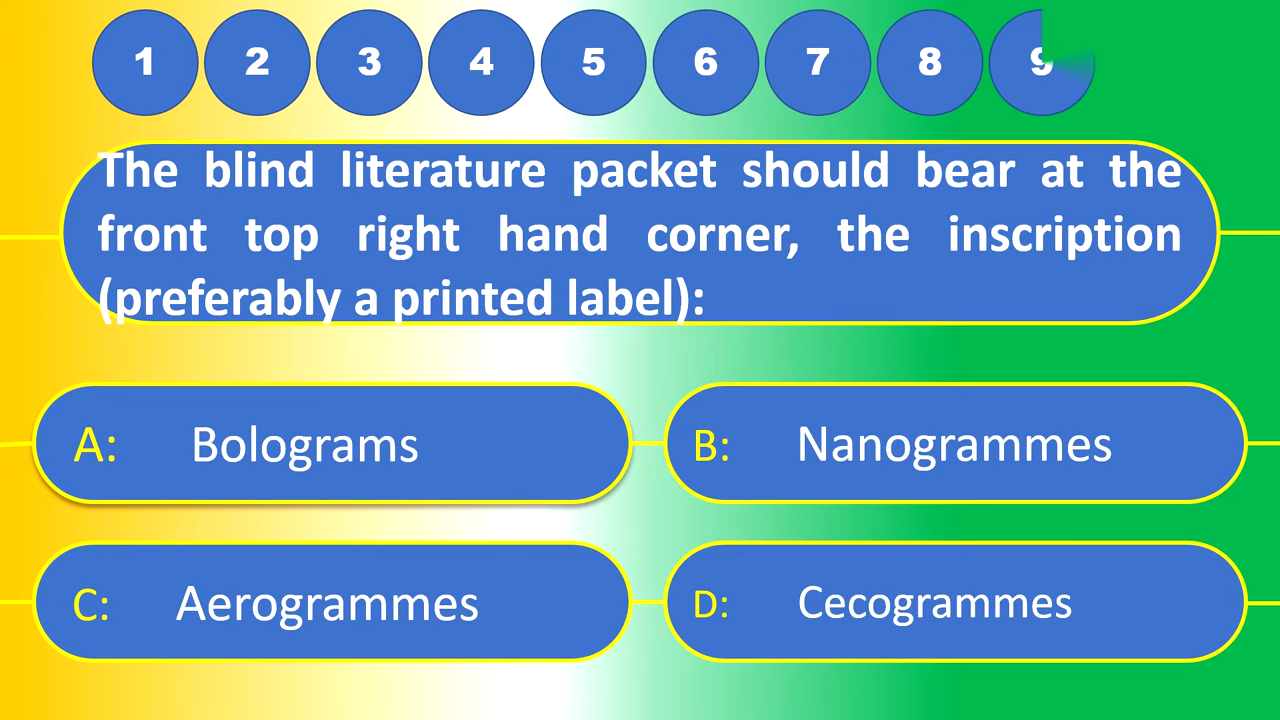 1 2 3 4 5 6 7 8 9
The blind literature packet should bear at the
front top right hand corner, the inscription
(preferably a printed label):
A: Bolograms
B: Nanogrammes
C: Aerogrammes
D: Cecogrammes